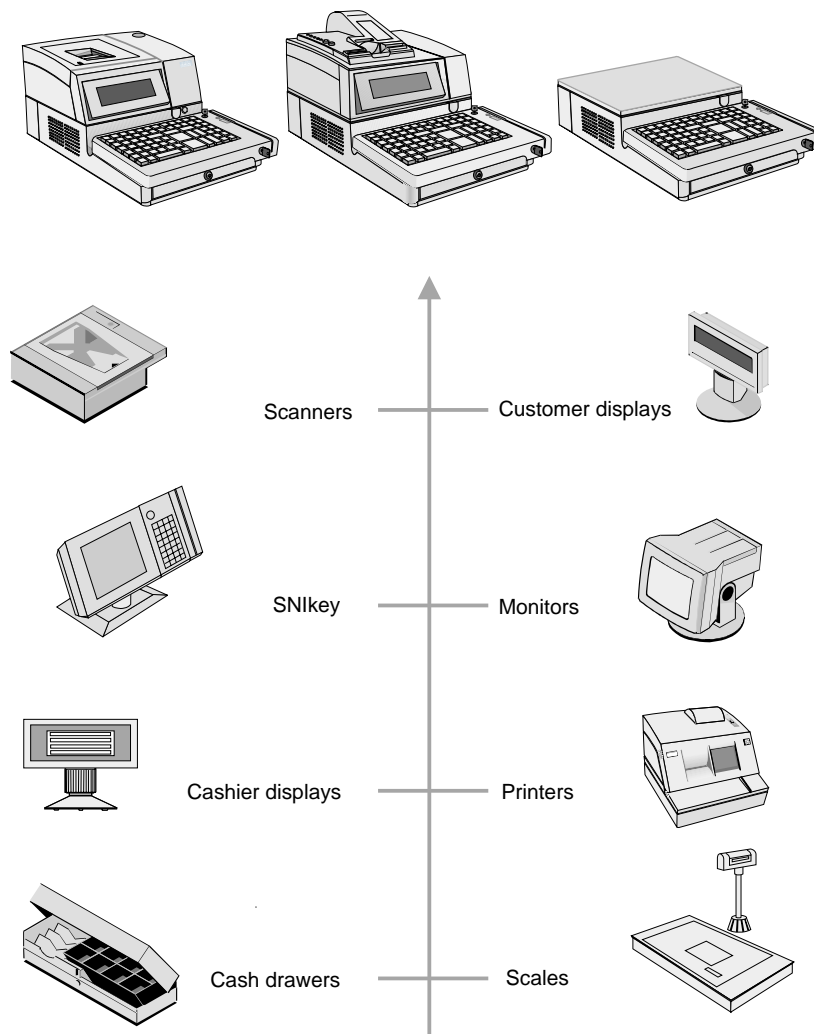 Scanners
Customer displays
SNIkey
Monitors
Cashier displays
Printers
Cash drawers
Scales